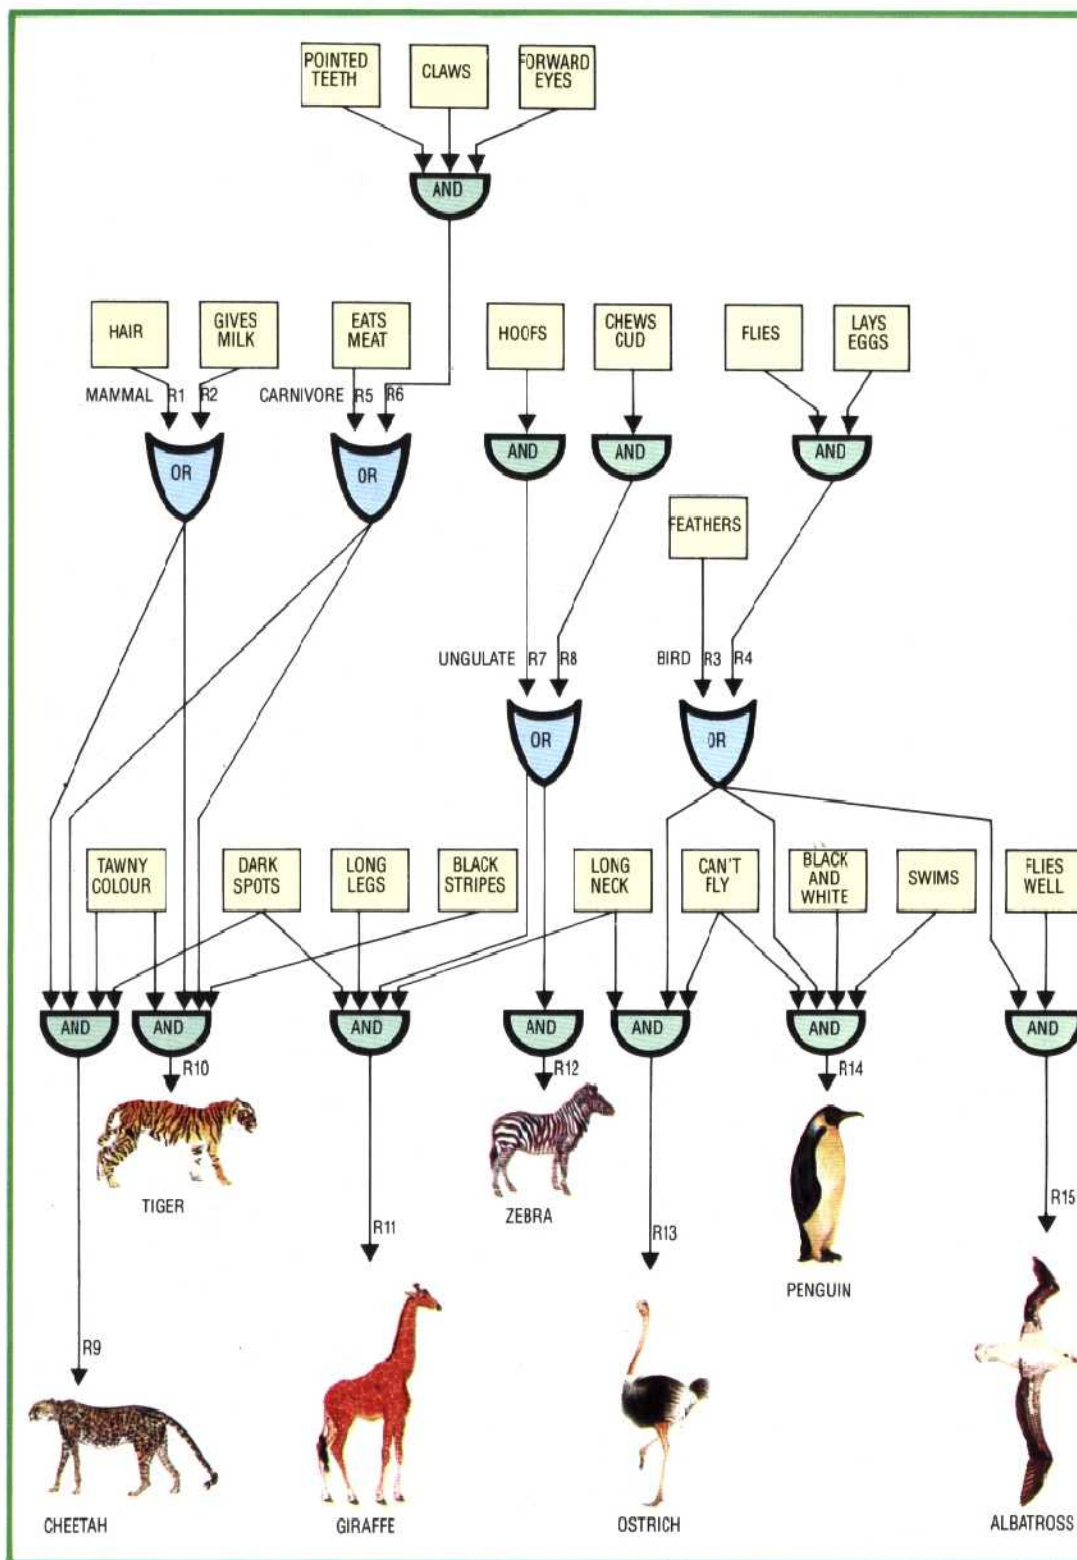 POINTED
TEETH
CLAWS
FORWARD
EYES
AND
HAIR
GIVES
MILK
EATS
MEAT
HOOFS
CHEWS
CUD
FLIES
LAYS
EGGS
MAMMAL R1 R2
CARNIVORE R5 R6
OR
OR
AND
AND
AND
FEATHERS
UNGULATE R7 R8
BIRD R3 R4
OR
OR
TAWNY
COLOUR
DARK
SPOTS
LONG
LEGS
BLACK
STRIPES
LONG
NECK
CAN'T
FLY
BLACK
AND
WHITE
SWIMS
FLIES
WELL
AND
AND
AND
AND
AND
AND
AND
R10
R12
R14
TIGER
ZEBRA
R11
R13
R15
PENGUIN
R9
CHEETAH
GIRAFFE
OSTRICH
ALBATROSS